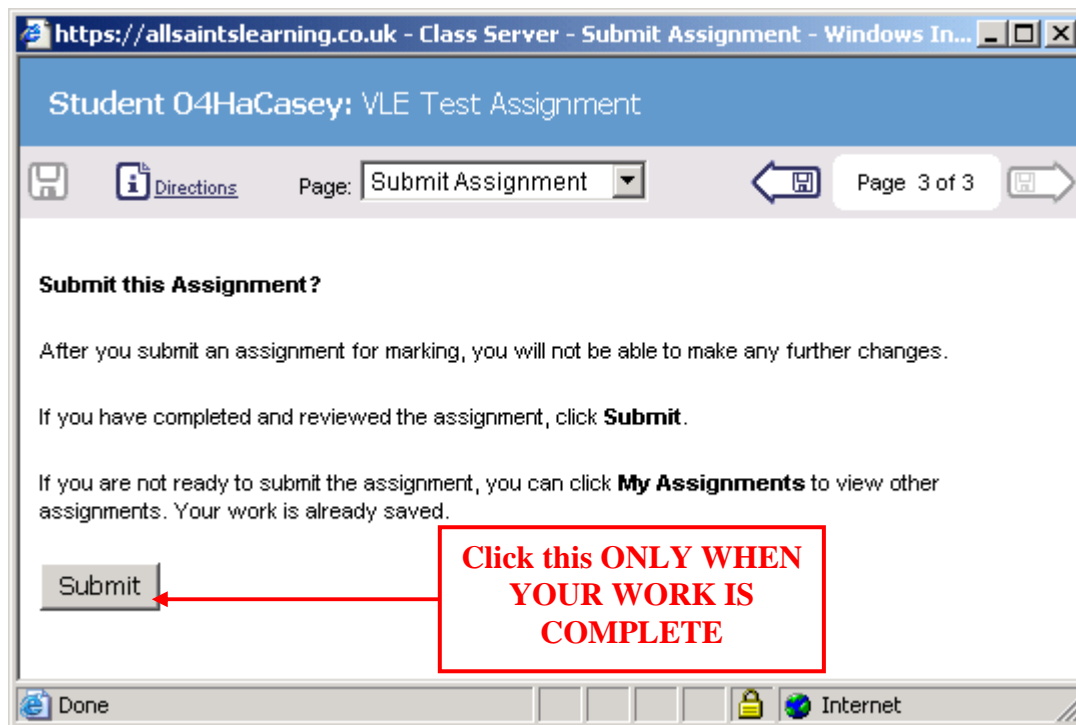 https://allsaintslearning.co.uk - Class Server - Submit Assignment - Windows In...
Student 04HaCasey: VLE Test Assignment
Directions
Page: Submit Assignment
Page 3 of 3
Submit this Assignment?
After you submit an assignment for marking, you will not be able to make any further changes.
If you have completed and reviewed the assignment, click Submit.
If you are not ready to submit the assignment, you can click My Assignments to view other
assignments. Your work is already saved.
Submit
Click this ONLY WHEN
YOUR WORK IS
COMPLETE
Done
Internet